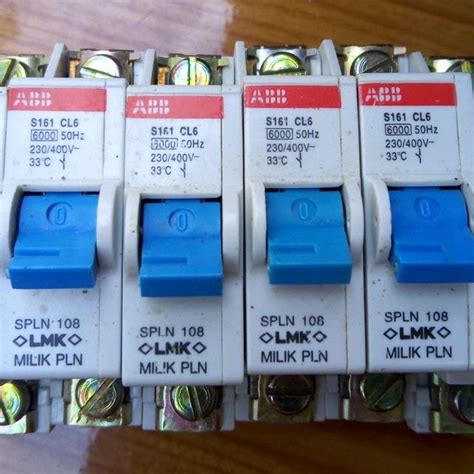 ABB
S161 CL6
6000 50Hz
230/400V~
33°C
0
SPLN 108
LMK
MILIK PLN
ABB
S161 CL6
6000 50Hz
230/400V~
33°C
0
SPLN 108
LMK
MILIK PLN
ABB
S161 CL6
6000 50Hz
230/400V~
33°C
0
SPLN 108
LMK
MILIK PLN
ABB
S161 CL6
6000 50Hz
230/400V~
33°C
0
SPLN 108
LMK
MILIK PLN